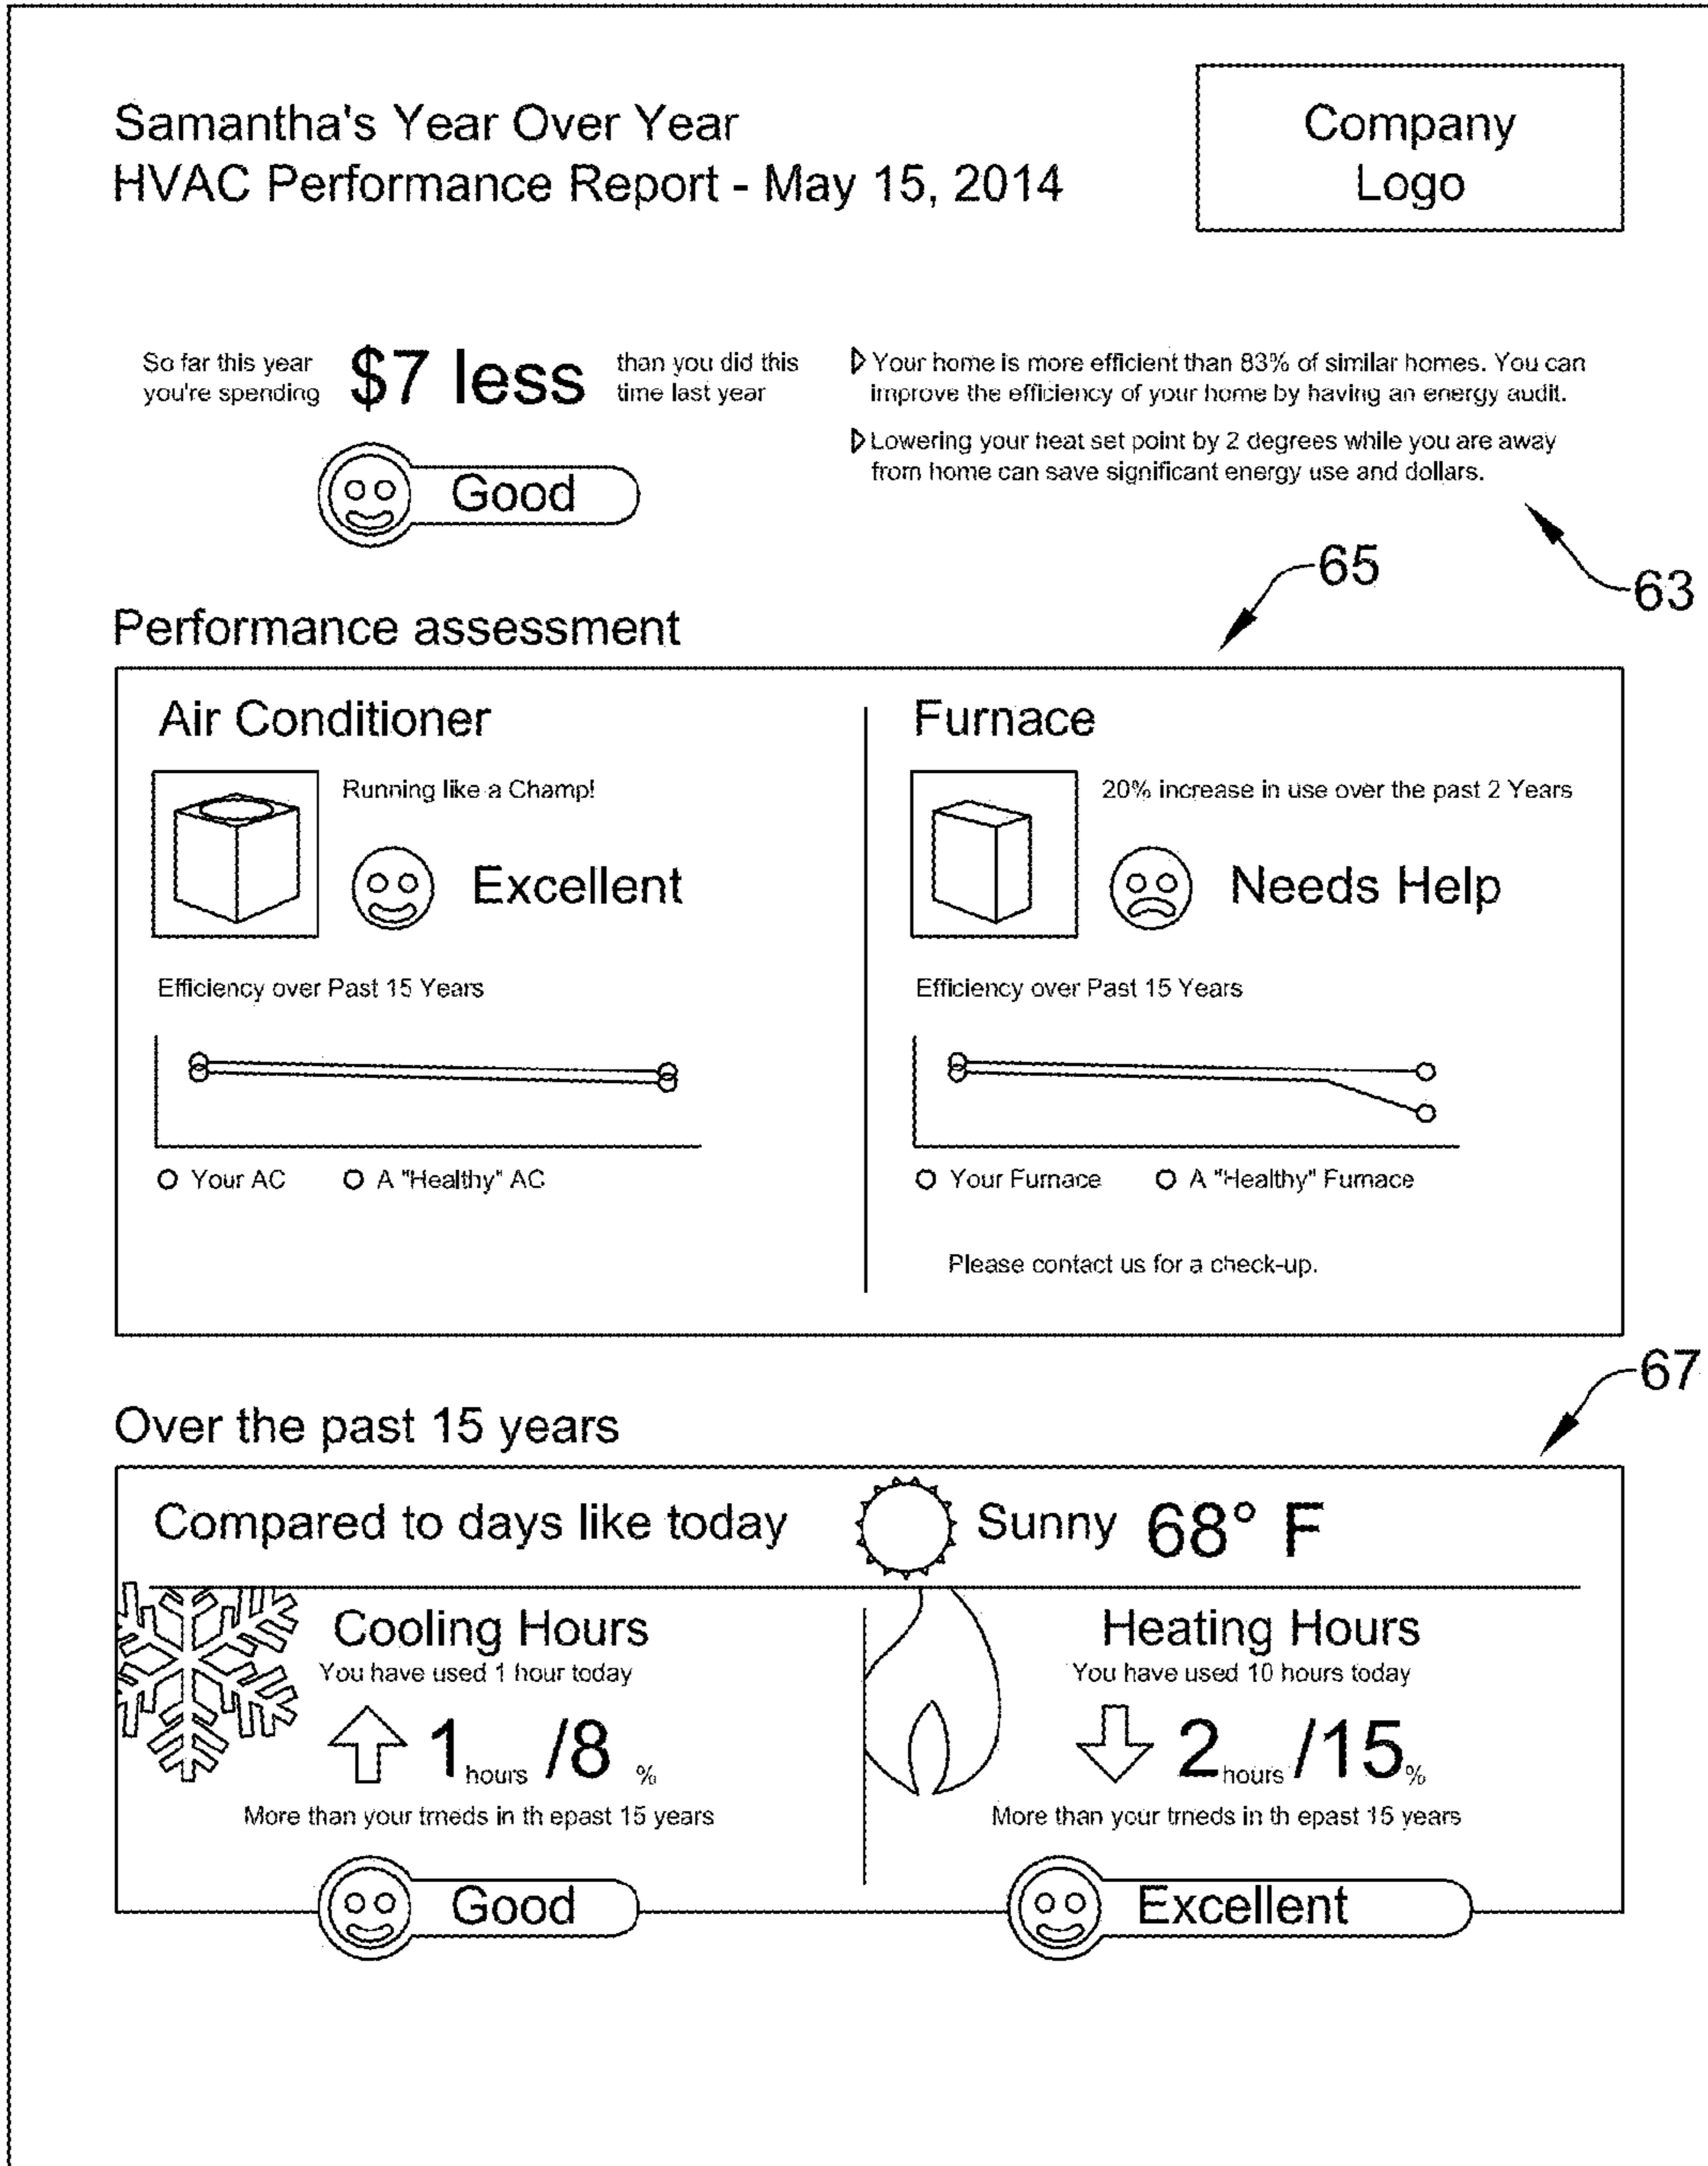 Samantha's Year Over Year
HVAC Performance Report - May 15, 2014
Company
Logo
So far this year
you're spending
$7 less
than you did this
time last year
Your home is more efficient than 83% of similar homes. You can
improve the efficiency of your home by having an energy audit.
Lowering your heat set point by 2 degrees while you are away
from home can save significant energy use and dollars.
Good
63
65
Performance assessment
Air Conditioner
Running like a Champ!
Excellent
Efficiency over Past 15 Years
Your AC
A "Healthy" AC
Furnace
20% increase in use over the past 2 Years
Needs Help
Efficiency over Past 15 Years
Your Furnace
A "Healthy" Furnace
Please contact us for a check-up.
67
Over the past 15 years
Compared to days like today
Sunny 68° F
Cooling Hours
You have used 1 hour today
1 hours /8 %
More than your trneds in th epast 15 years
Good
Heating Hours
You have used 10 hours today
2 hours /15%
More than your trneds in th epast 15 years
Excellent